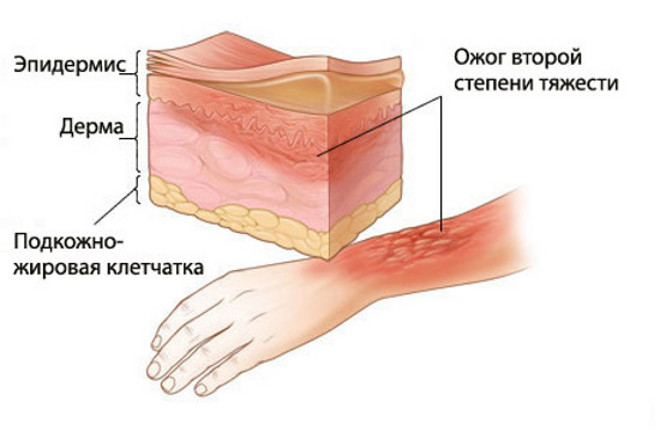 Эпидермис
Дерма
Подкожно-
жировая клетчатка
Ожог второй
степени тяжести